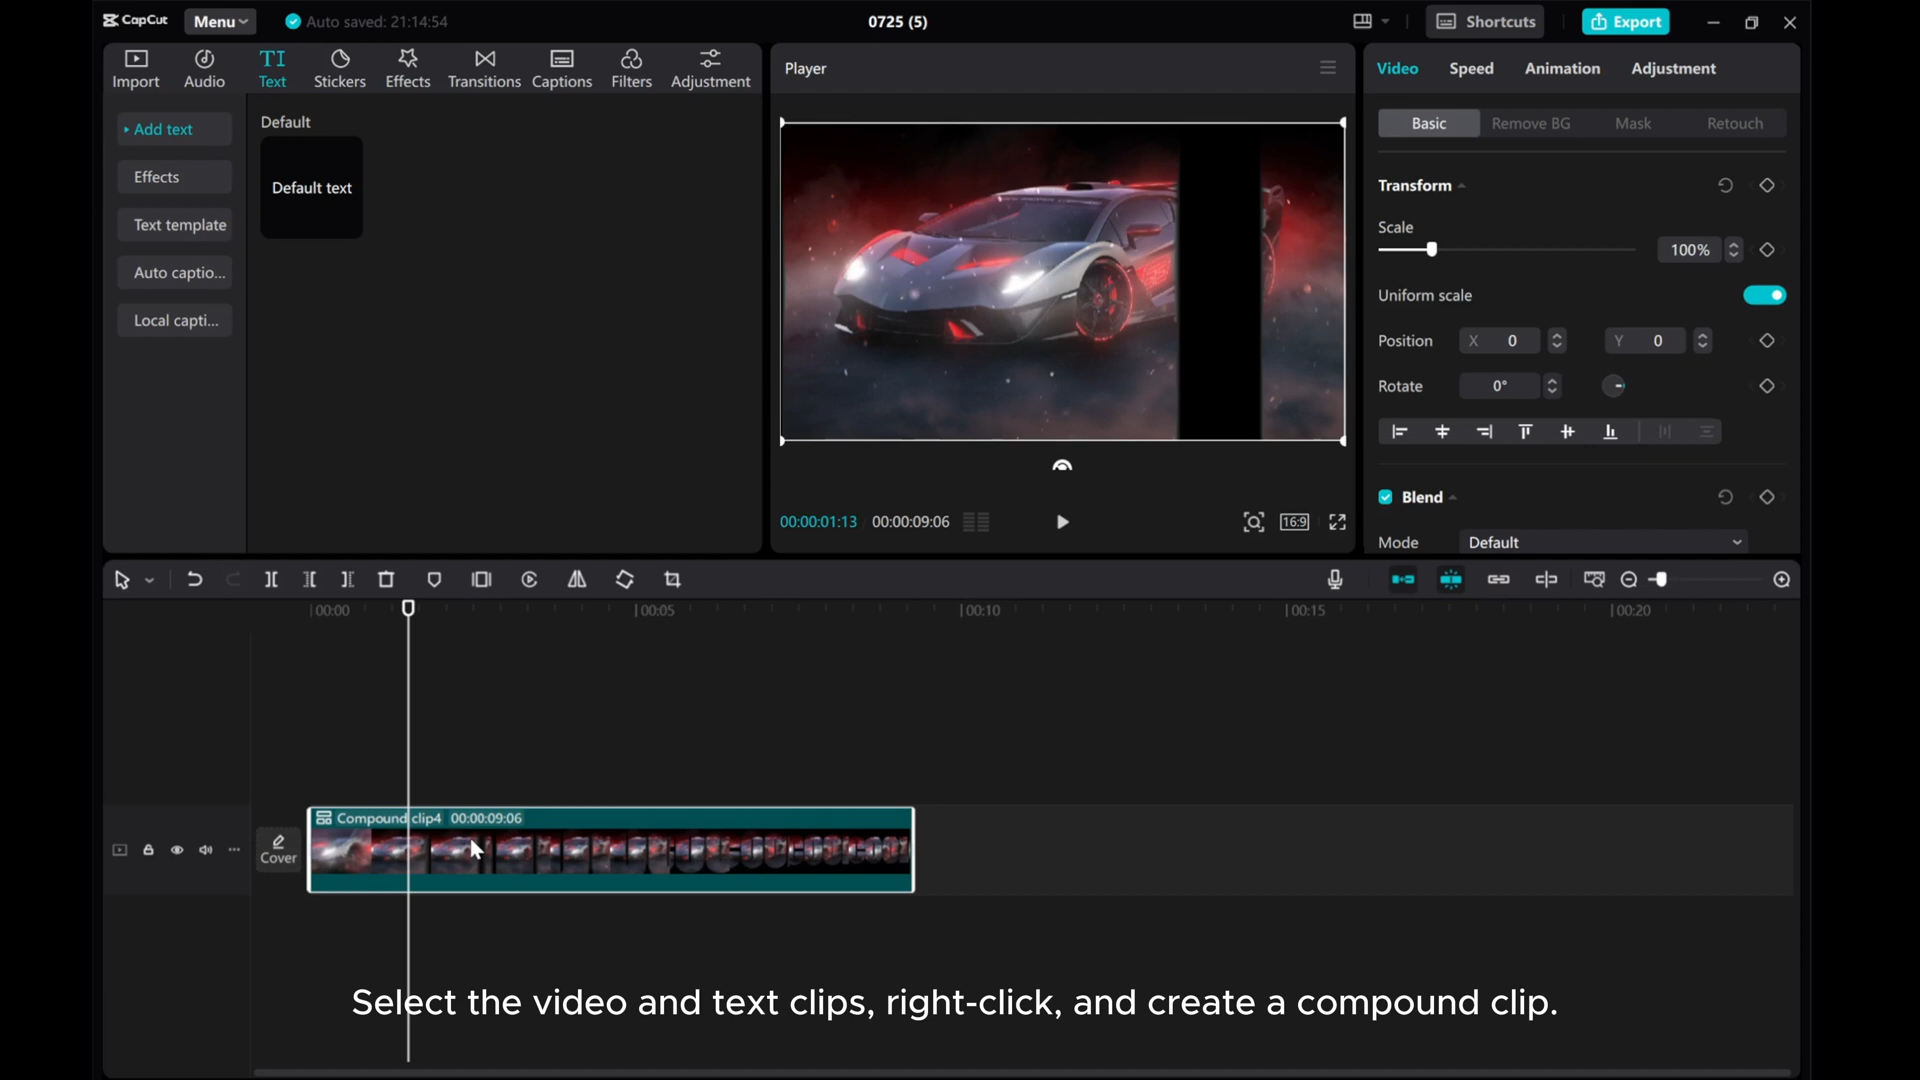 CapCut
Menu
Auto saved: 21:14:54
0725 (5)
Shortcuts
Export
Import
Audio
TI
Text
Stickers
Effects
Transitions
Captions
Filters
Adjustment
Add text
Effects
Text template
Auto captio...
Local capti...
Default
Default text
Player
00:00:01:13
00:00:09:06
16:9
Video
Speed
Animation
Adjustment
Basic
Remove BG
Mask
Retouch
Transform
Scale
100%
Uniform scale
Position
X 0
Y 0
Rotate
0°
Blend
Mode
Default
00:00
00:05
00:10
00:15
00:20
Cover
Compound clip4 00:00:09:06
Select the video and text clips, right-click, and create a compound clip.